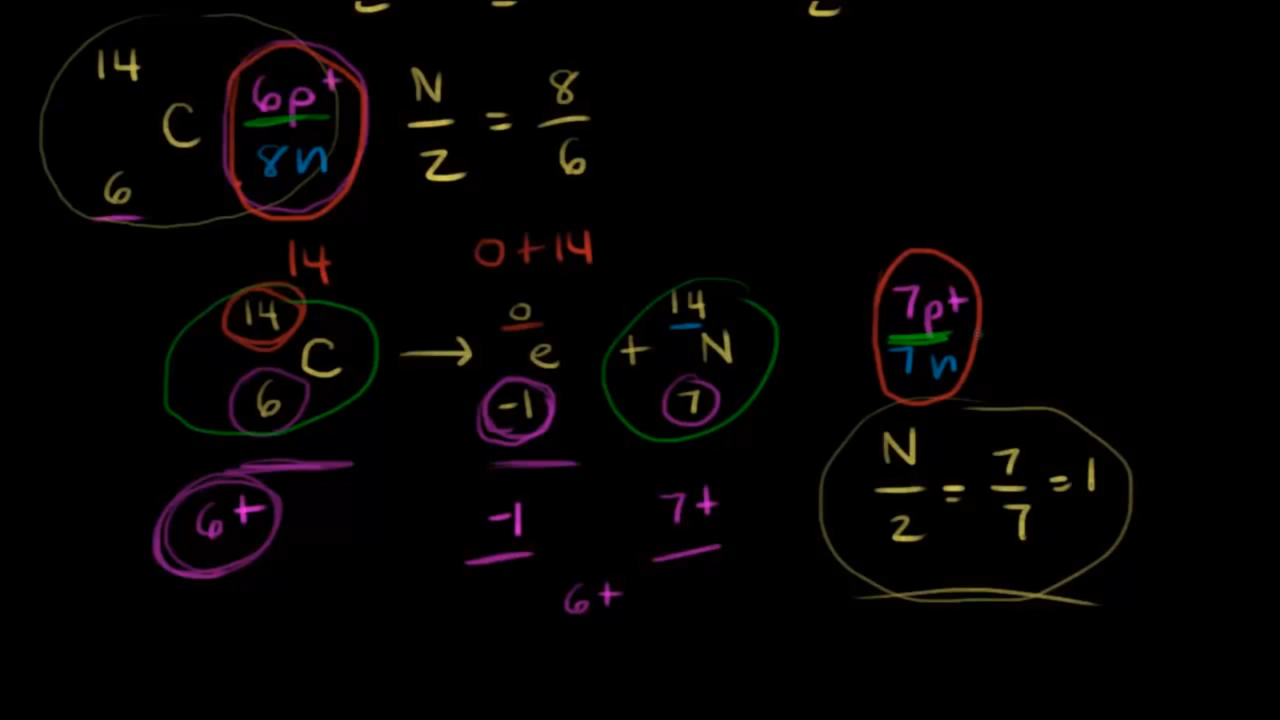 14 6 C 6p+ / 8n N/Z = 8/6
14 0+14
14 6 C → 0 -1 e + 14 7 N 7p+ / 7n
6+ -1 7+ N/Z = 7/7 = 1
6+